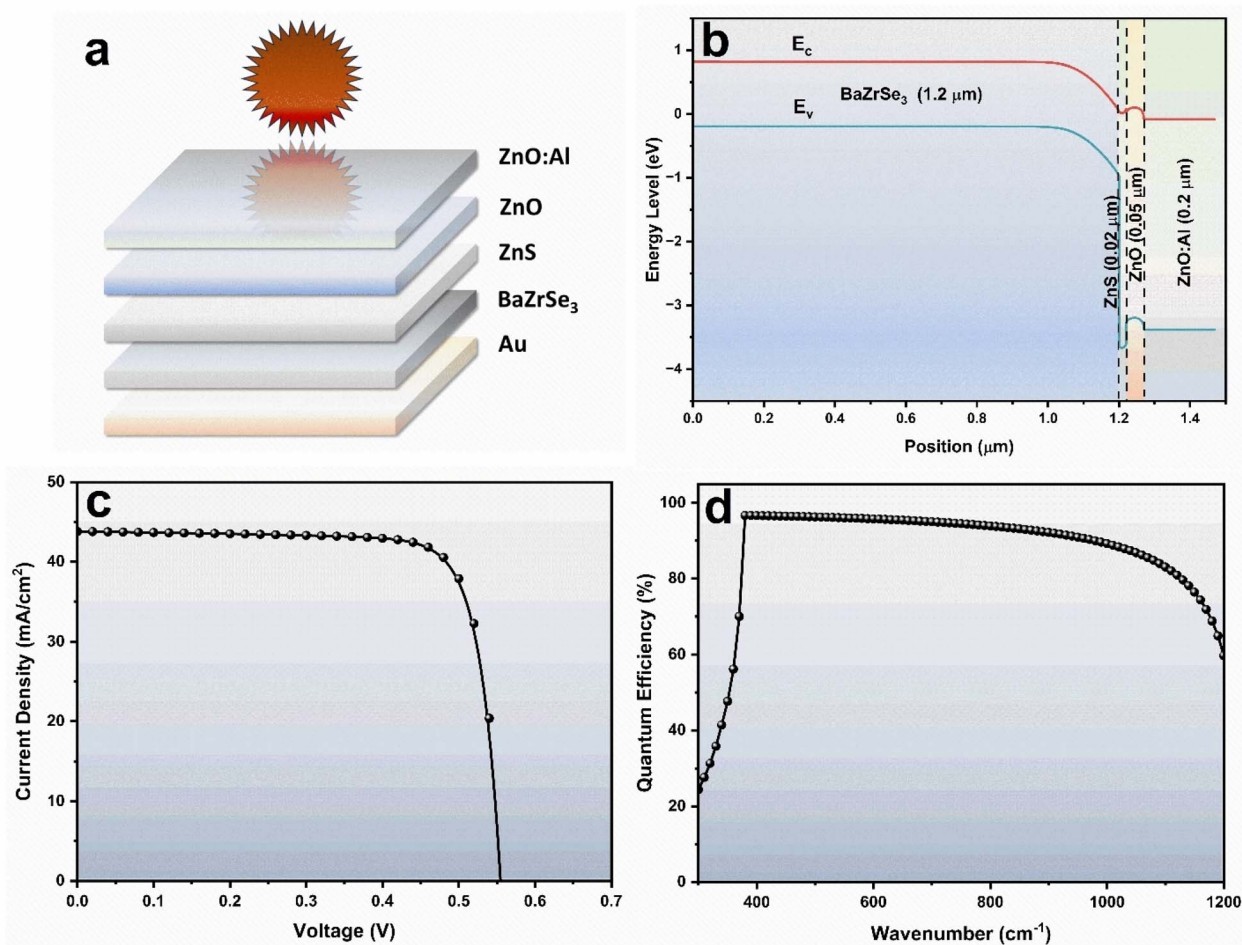 a
ZnO:Al
ZnO
ZnS
BaZrSe₃
Au
b
Energy Level (eV)
1
0
−1
−2
−3
−4
E_c
BaZrSe₃ (1.2 μm)
E_v
ZnS (0.02 μm)
ZnO (0.05 μm)
ZnO:Al (0.2 μm)
0.0 0.2 0.4 0.6 0.8 1.0 1.2 1.4
Position (μm)
c
Current Density (mA/cm²)
50
40
30
20
10
0
0.0 0.1 0.2 0.3 0.4 0.5 0.6 0.7
Voltage (V)
d
Quantum Efficiency (%)
100
80
60
40
20
0
400 600 800 1000 1200
Wavenumber (cm⁻¹)